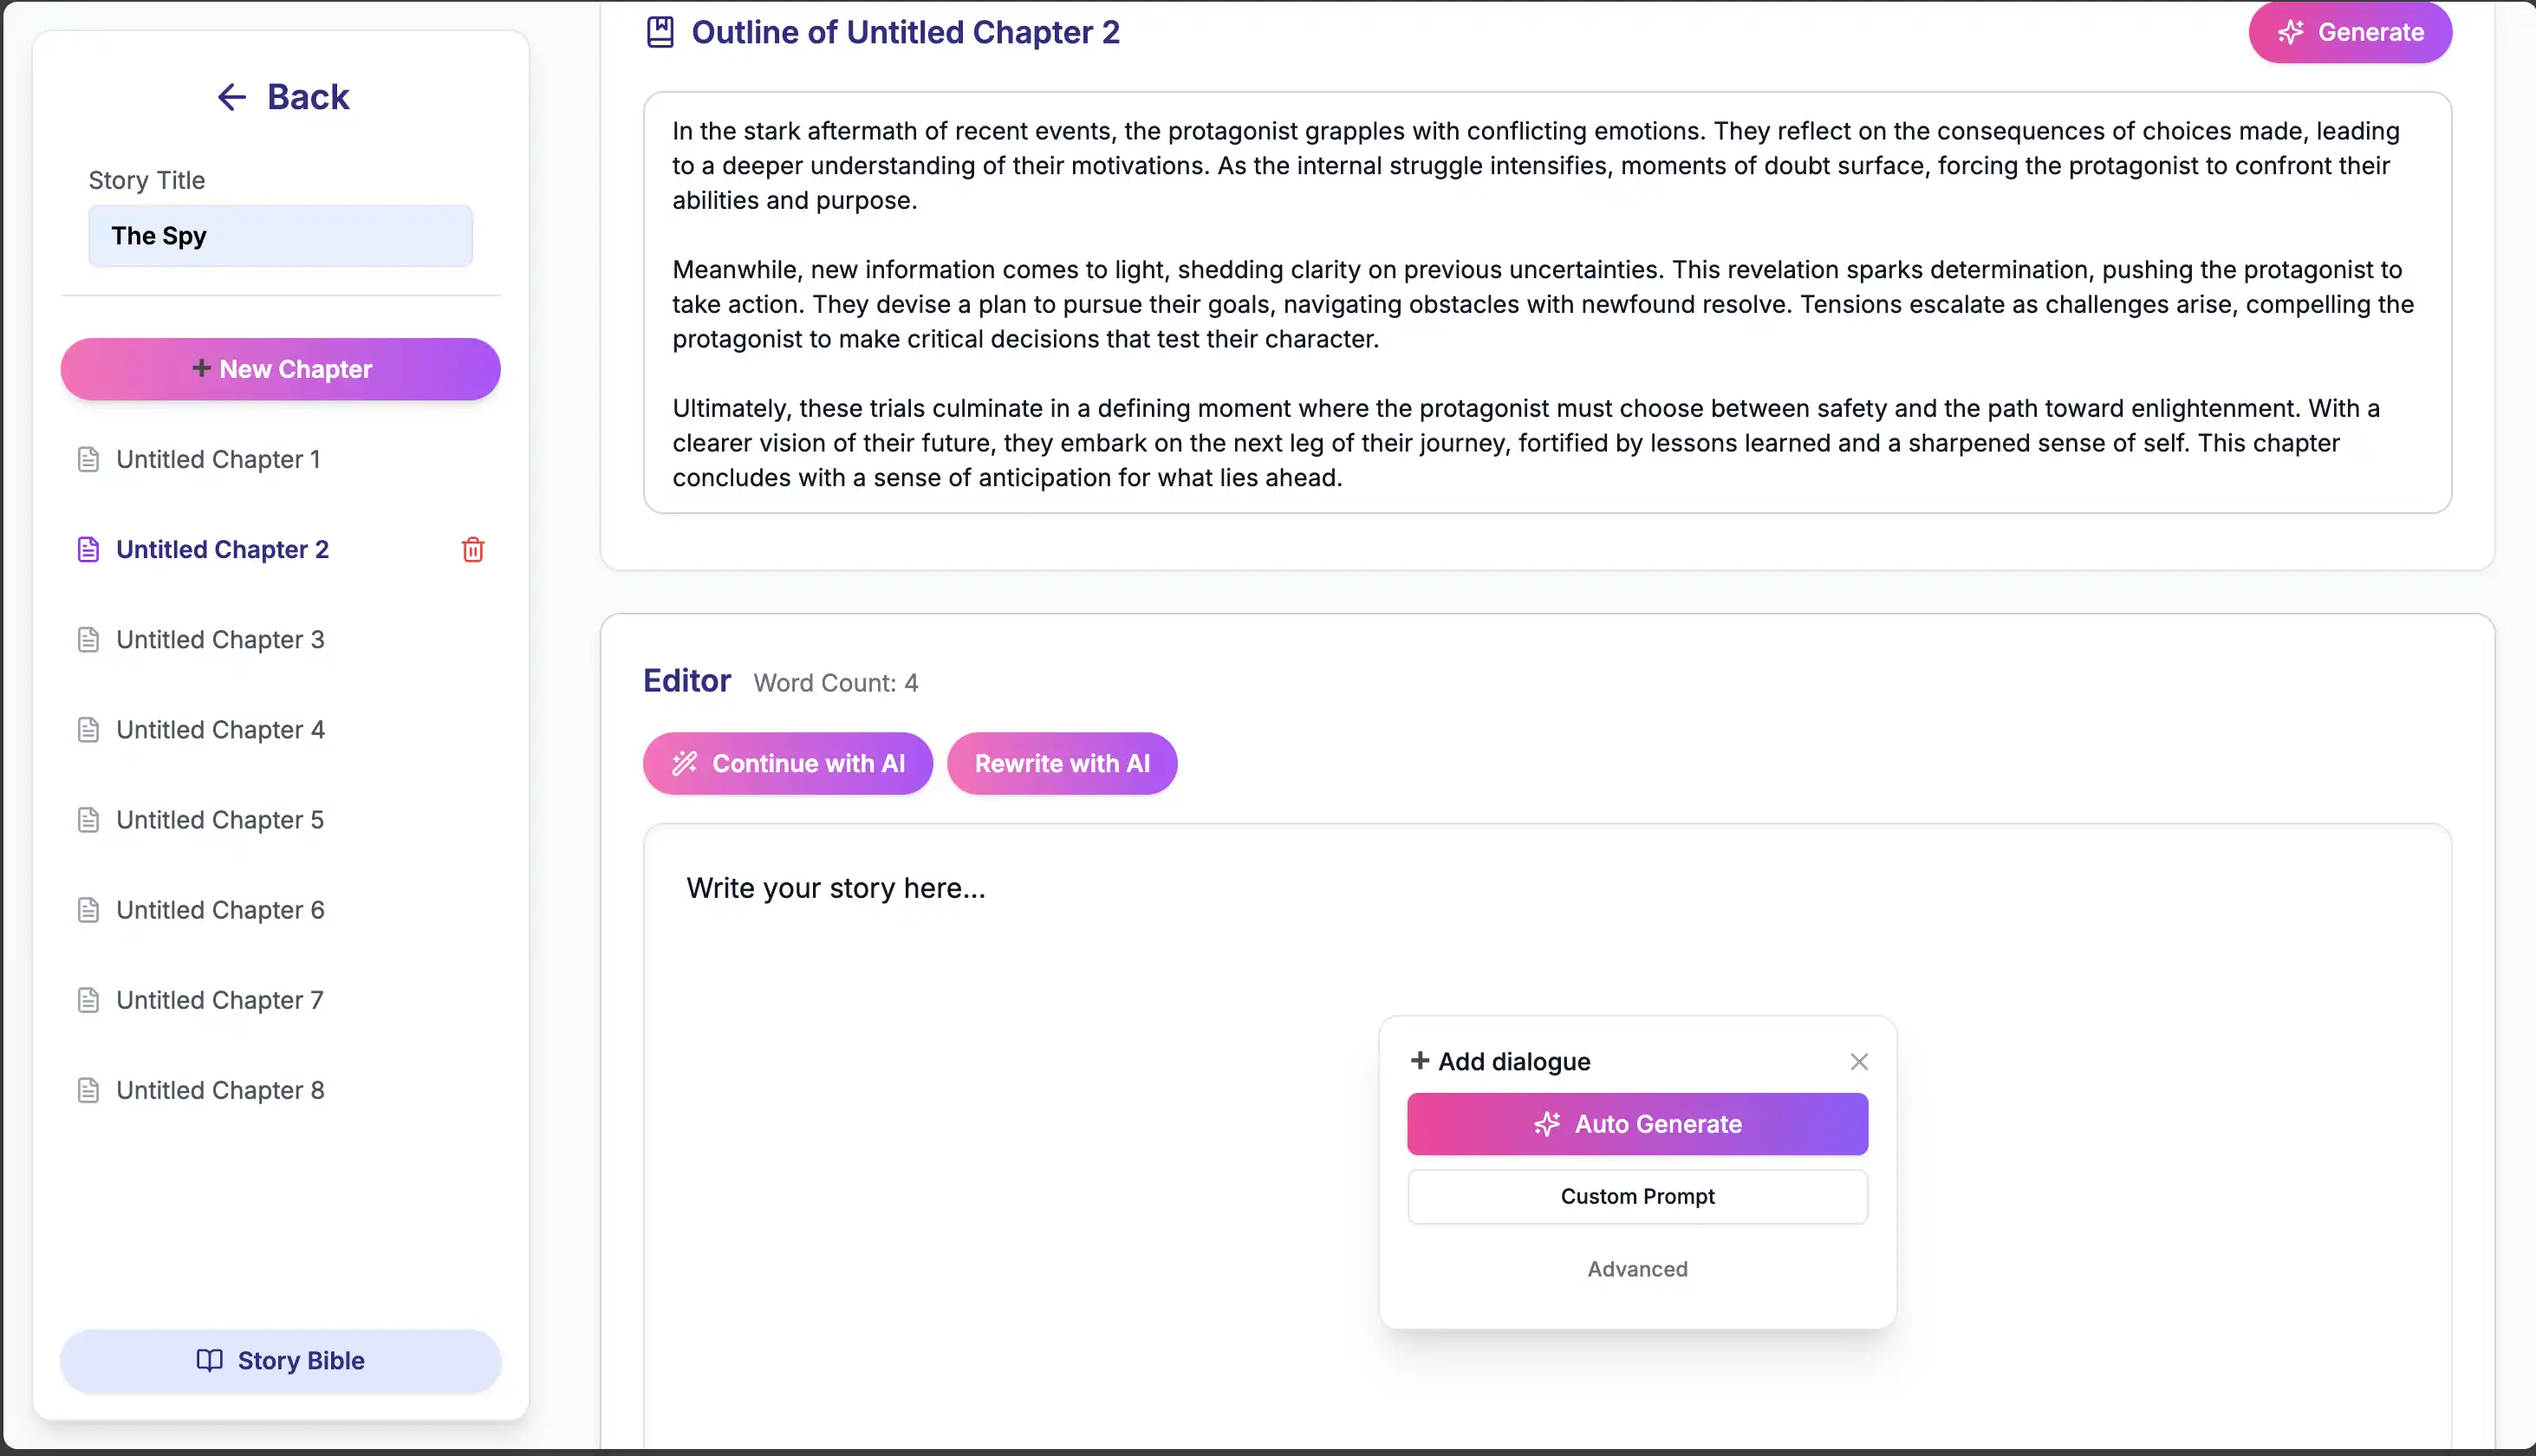 Back
Story Title
The Spy
+ New Chapter
Untitled Chapter 1
Untitled Chapter 2
Untitled Chapter 3
Untitled Chapter 4
Untitled Chapter 5
Untitled Chapter 6
Untitled Chapter 7
Untitled Chapter 8
Story Bible
Outline of Untitled Chapter 2
Generate
In the stark aftermath of recent events, the protagonist grapples with conflicting emotions. They reflect on the consequences of choices made, leading
to a deeper understanding of their motivations. As the internal struggle intensifies, moments of doubt surface, forcing the protagonist to confront their
abilities and purpose.
Meanwhile, new information comes to light, shedding clarity on previous uncertainties. This revelation sparks determination, pushing the protagonist to
take action. They devise a plan to pursue their goals, navigating obstacles with newfound resolve. Tensions escalate as challenges arise, compelling the
protagonist to make critical decisions that test their character.
Ultimately, these trials culminate in a defining moment where the protagonist must choose between safety and the path toward enlightenment. With a
clearer vision of their future, they embark on the next leg of their journey, fortified by lessons learned and a sharpened sense of self. This chapter
concludes with a sense of anticipation for what lies ahead.
Editor Word Count: 4
Continue with AI
Rewrite with AI
Write your story here...
+ Add dialogue
Auto Generate
Custom Prompt
Advanced